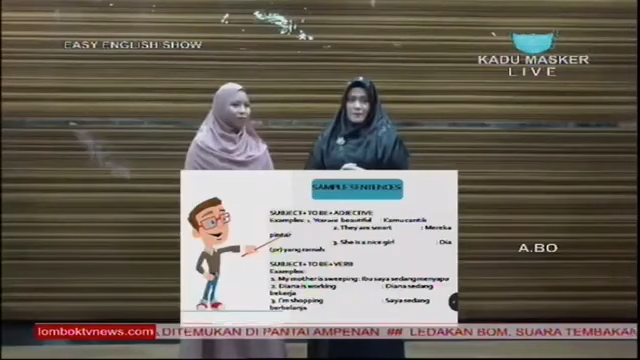 EASY ENGLISH SHOW
KADU MASKER
LIVE
SAMPLE SENTENCES
SUBJECT+ TO BE+ ADJECTIVE;
Examples: 1. You are beautiful : Kamu cantik
2. They are smart : Mereka
pintar
3. She is a nice girl : Dia
(pr) yang ramah
SUBJECT+ TO BE+ VERB
Examples:
1. My mother is sweeping : Ibu saya sedang menyapu
2. Diana is working : Diana sedang
bekerja
3. I'm shopping : Saya sedang
berbelanja
A.BO
lomboktvnews.com
DITEMUKAN DI PANTAI AMPENAN ## LEDAKAN BOM, SUARA TEMBAKAN